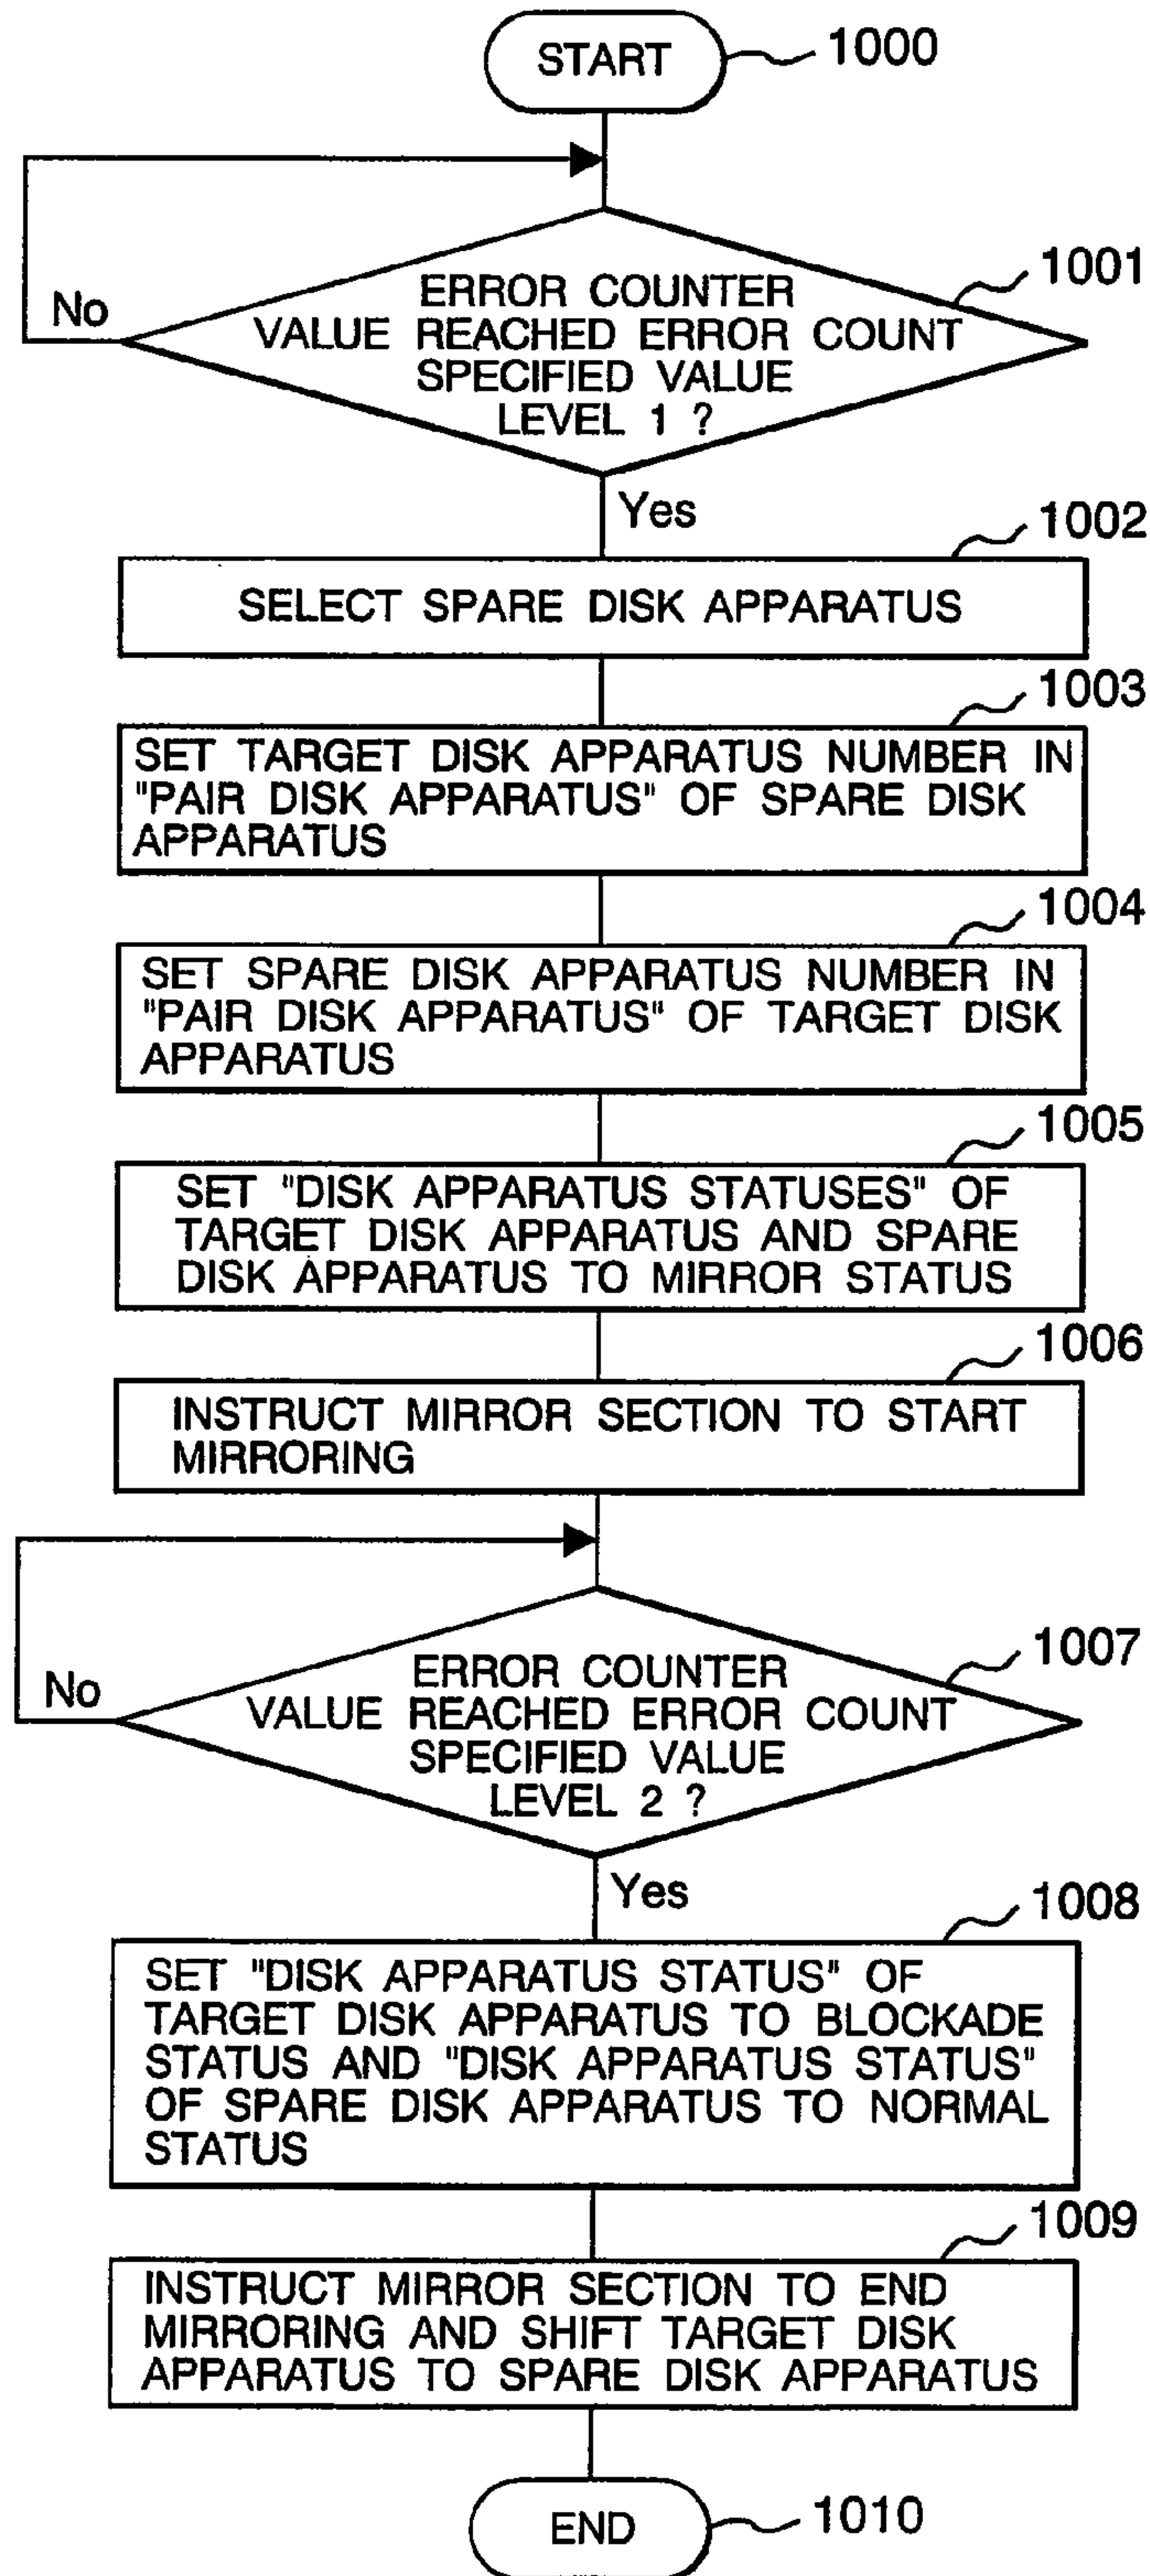 START
1000
1001
ERROR COUNTER
VALUE REACHED ERROR COUNT
SPECIFIED VALUE
LEVEL 1 ?
No
Yes
1002
SELECT SPARE DISK APPARATUS
1003
SET TARGET DISK APPARATUS NUMBER IN
"PAIR DISK APPARATUS" OF SPARE DISK
APPARATUS
1004
SET SPARE DISK APPARATUS NUMBER IN
"PAIR DISK APPARATUS" OF TARGET DISK
APPARATUS
1005
SET "DISK APPARATUS STATUSES" OF
TARGET DISK APPARATUS AND SPARE
DISK APPARATUS TO MIRROR STATUS
1006
INSTRUCT MIRROR SECTION TO START
MIRRORING
1007
ERROR COUNTER
VALUE REACHED ERROR COUNT
SPECIFIED VALUE
LEVEL 2 ?
No
Yes
1008
SET "DISK APPARATUS STATUS" OF
TARGET DISK APPARATUS TO BLOCKADE
STATUS AND "DISK APPARATUS STATUS"
OF SPARE DISK APPARATUS TO NORMAL
STATUS
1009
INSTRUCT MIRROR SECTION TO END
MIRRORING AND SHIFT TARGET DISK
APPARATUS TO SPARE DISK APPARATUS
END
1010